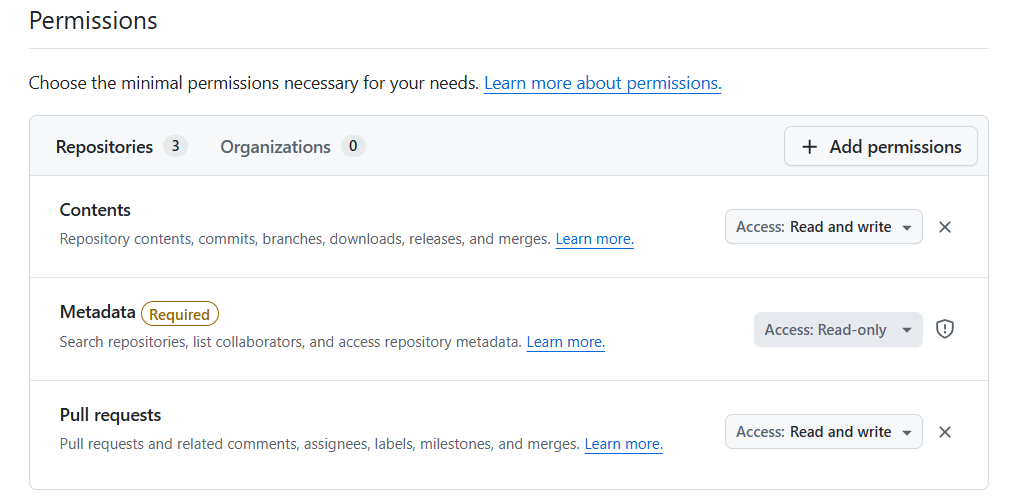 Permissions
Choose the minimal permissions necessary for your needs. Learn more about permissions.
Repositories 3 Organizations 0 + Add permissions
Contents
Repository contents, commits, branches, downloads, releases, and merges. Learn more.
Access: Read and write
Metadata Required
Search repositories, list collaborators, and access repository metadata. Learn more.
Access: Read-only
Pull requests
Pull requests and related comments, assignees, labels, milestones, and merges. Learn more.
Access: Read and write